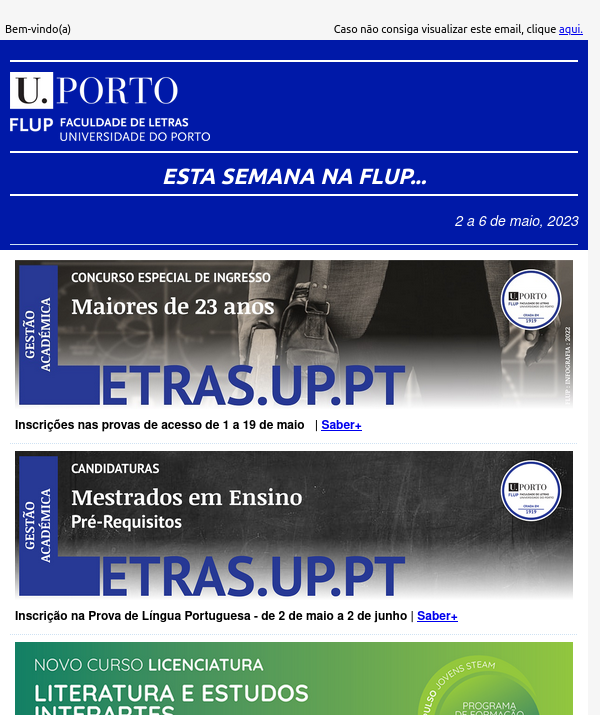 Bem-vindo(a)
Caso não consiga visualizar este email, clique aqui.
U. PORTO
FLUP FACULDADE DE LETRAS
UNIVERSIDADE DO PORTO
ESTA SEMANA NA FLUP...
2 a 6 de maio, 2023
GESTÃO
ACADÉMICA
CONCURSO ESPECIAL DE INGRESSO
Maiores de 23 anos
U. PORTO
FLUP FACULDADE DE LETRAS
UNIVERSIDADE DO PORTO
CRIADA EM
1919
FLUP : INFOGRAFIA : 2022
LETRAS.UP.PT
Inscrições nas provas de acesso de 1 a 19 de maio | Saber+
GESTÃO
ACADÉMICA
CANDIDATURAS
Mestrados em Ensino
Pré-Requisitos
U. PORTO
FLUP FACULDADE DE LETRAS
UNIVERSIDADE DO PORTO
CRIADA EM
1919
LETRAS.UP.PT
Inscrição na Prova de Língua Portuguesa - de 2 de maio a 2 de junho | Saber+
NOVO CURSO LICENCIATURA
LITERATURA E ESTUDOS
INTERARTES
JOVENS STEAM
PROGRAMA
DE FORMAÇÃO